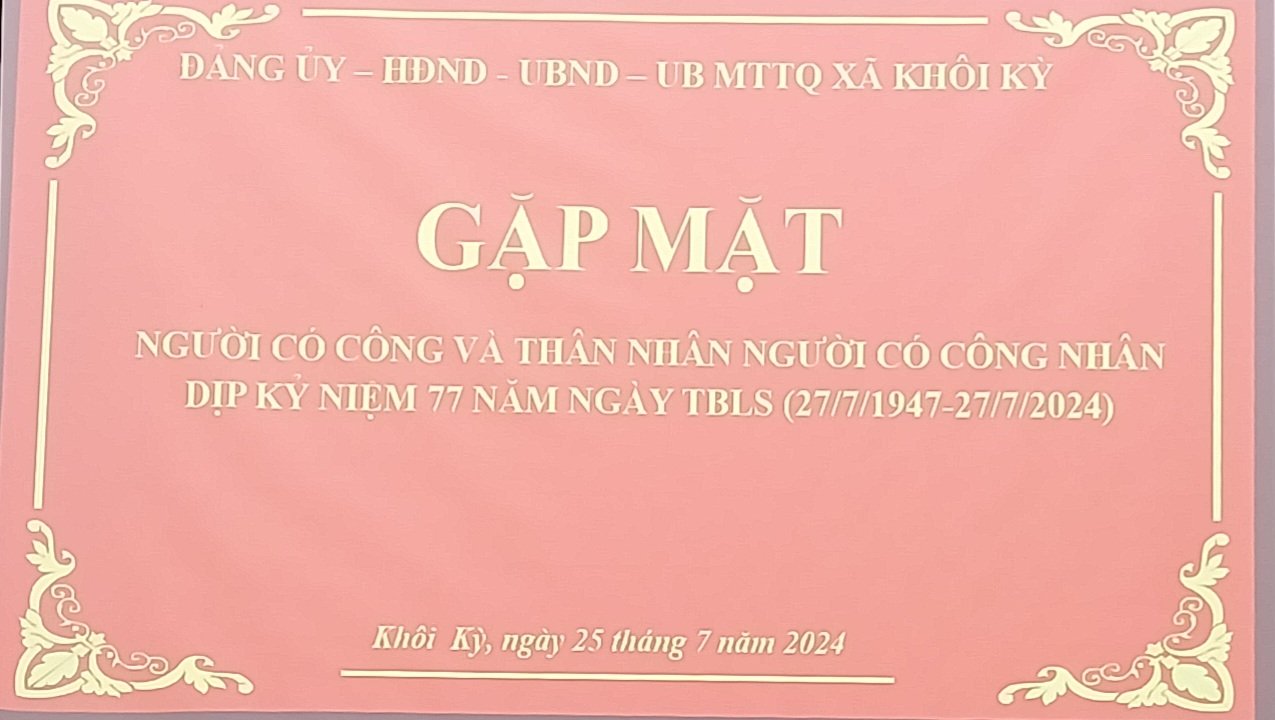 ĐẢNG ỦY – HĐND - UBND – UB MTTQ XÃ KHÔI KỲ
GẶP MẶT
NGƯỜI CÓ CÔNG VÀ THÂN NHÂN NGƯỜI CÓ CÔNG NHÂN
DỊP KỶ NIỆM 77 NĂM NGÀY TBLS (27/7/1947-27/7/2024)
Khôi Kỳ, ngày 25 tháng 7 năm 2024